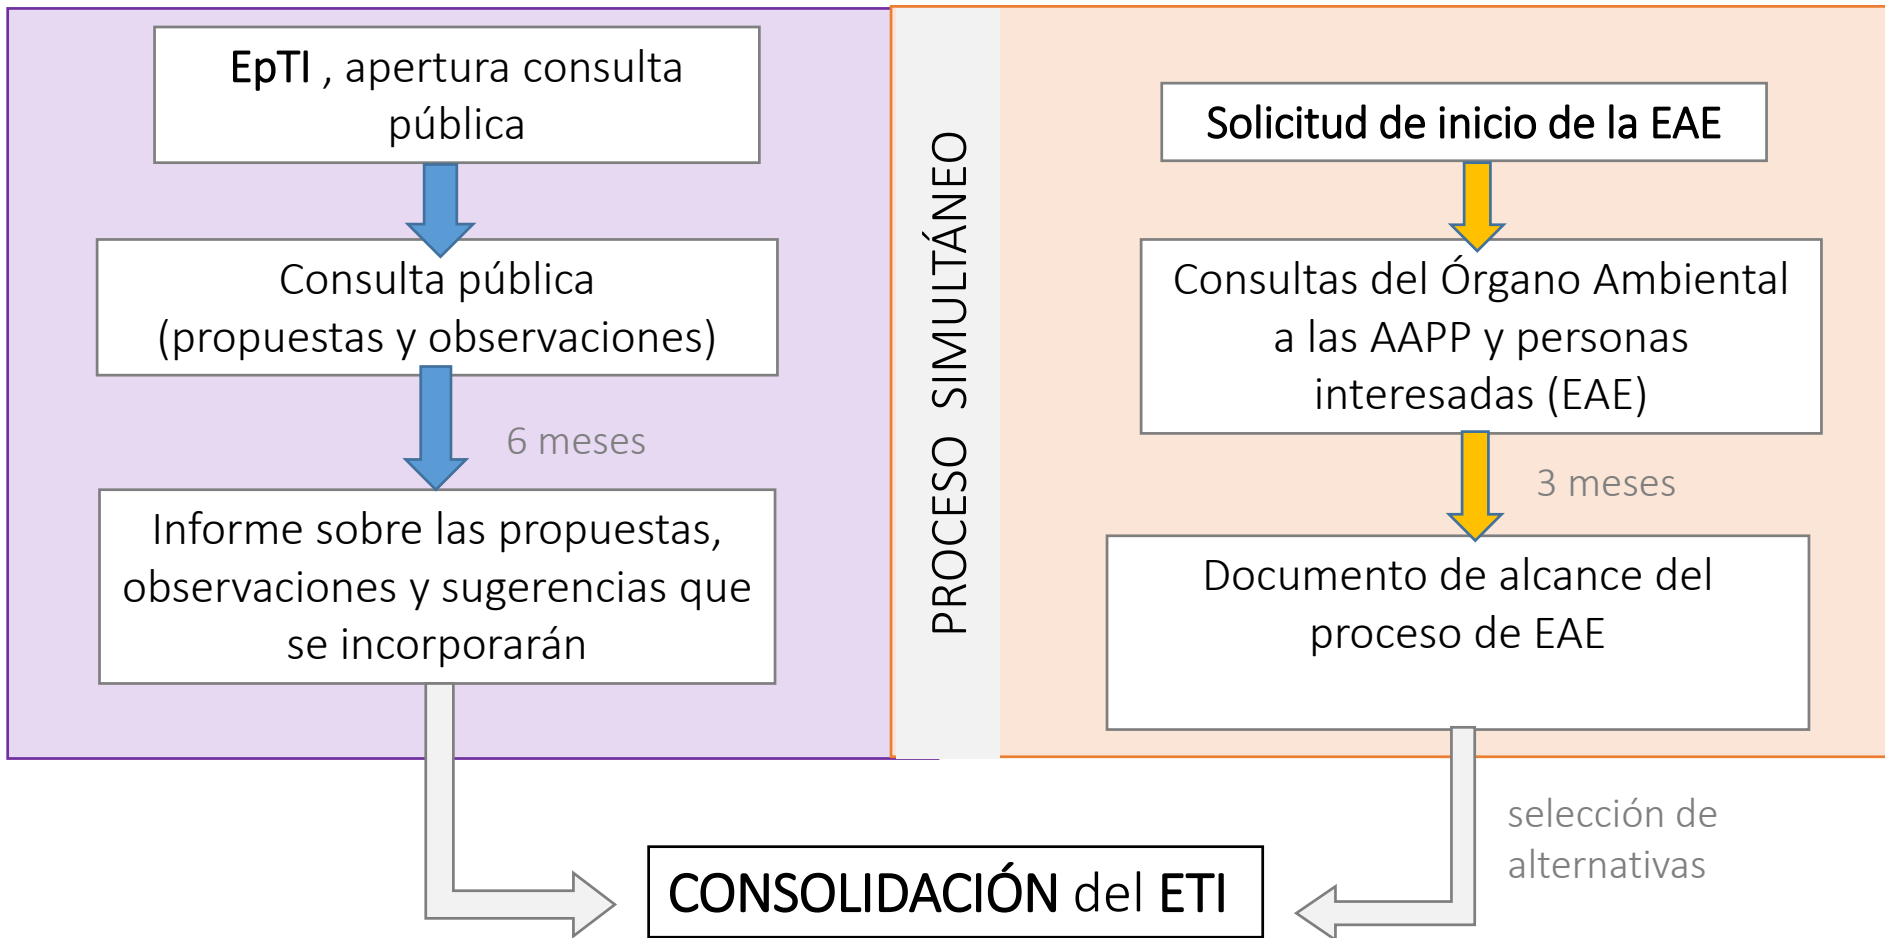 EpTI , apertura consulta
pública
Consulta pública
(propuestas y observaciones)
6 meses
Informe sobre las propuestas,
observaciones y sugerencias que
se incorporarán
PROCESO SIMULTÁNEO
Solicitud de inicio de la EAE
Consultas del Órgano Ambiental
a las AAPP y personas
interesadas (EAE)
3 meses
Documento de alcance del
proceso de EAE
selección de
alternativas
CONSOLIDACIÓN del ETI